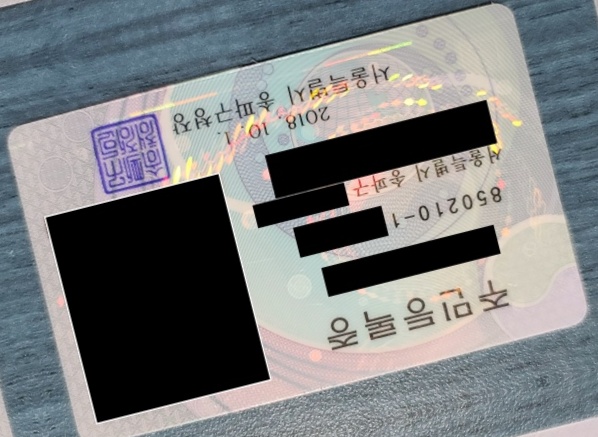 주민등록증
850210-1
서울특별시 송파구
2018. 10. 1.
서울특별시 송파구청장